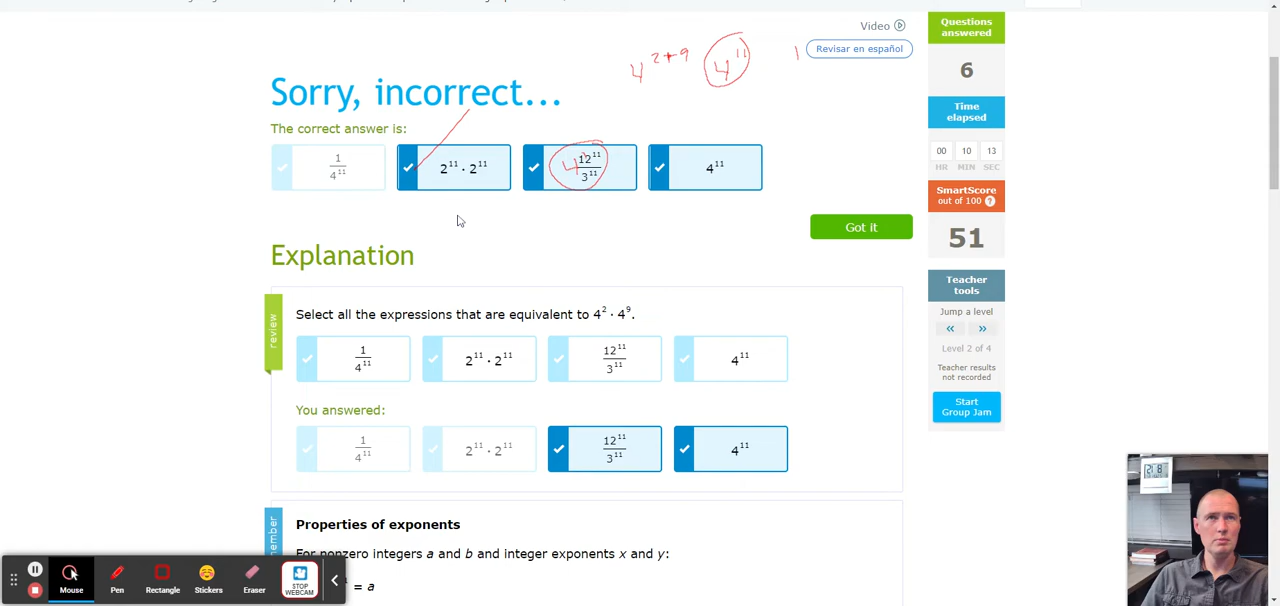 Video
Revisar en español
4^2+9 4^11 1
Sorry, incorrect...
The correct answer is:
1/4^11
2^11 · 2^11
4 12^11/3^11
4^11
Got it
Explanation
review
Select all the expressions that are equivalent to 4^2 · 4^9.
1/4^11
2^11 · 2^11
12^11/3^11
4^11
You answered:
1/4^11
2^11 · 2^11
12^11/3^11
4^11
Properties of exponents
For nonzero integers a and b and integer exponents x and y:
= a
Questions
answered
6
Time
elapsed
00 10 13
HR MIN SEC
SmartScore
out of 100 ?
51
Teacher
tools
Jump a level
Level 2 of 4
Teacher results
not recorded
Start
Group Jam
Mouse Pen Rectangle Stickers Eraser STOP
WEBCAM